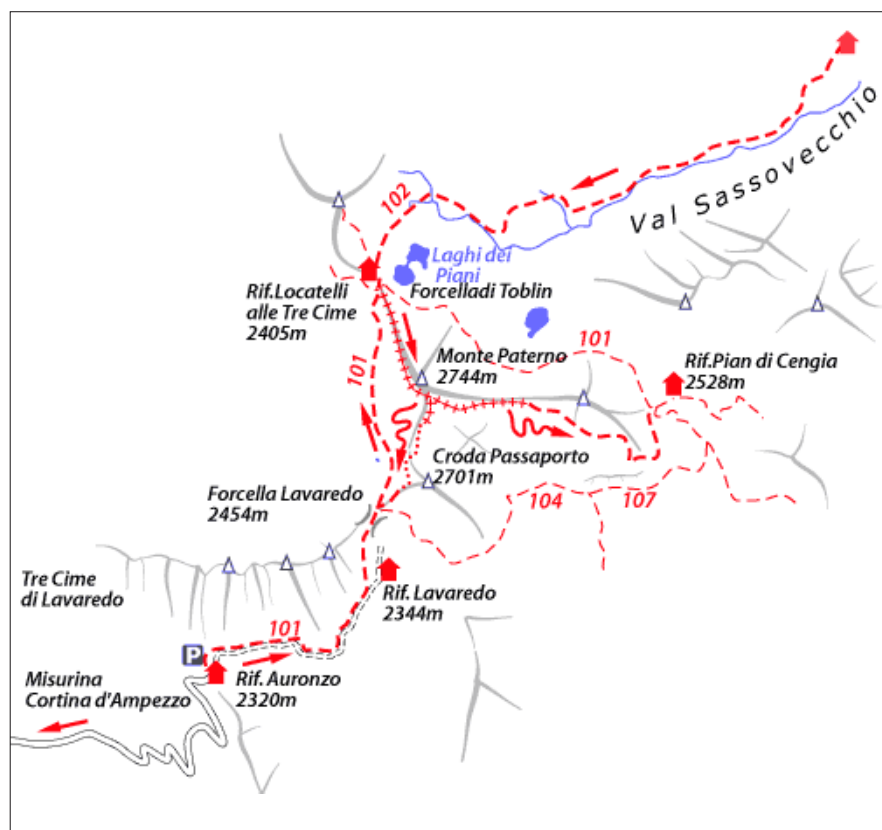 Val Sassovecchio
102
Laghi dei
Piani
Rif.Locatelli
alle Tre Cime
2405m
Forcelladi Toblin
101
Monte Paterno
2744m
Rif.Pian di Cengia
2528m
101
Croda Passaporto
2701m
Forcella Lavaredo
2454m
104
107
Tre Cime
di Lavaredo
Rif. Lavaredo
2344m
101
P
Misurina
Cortina d'Ampezzo
Rif. Auronzo
2320m